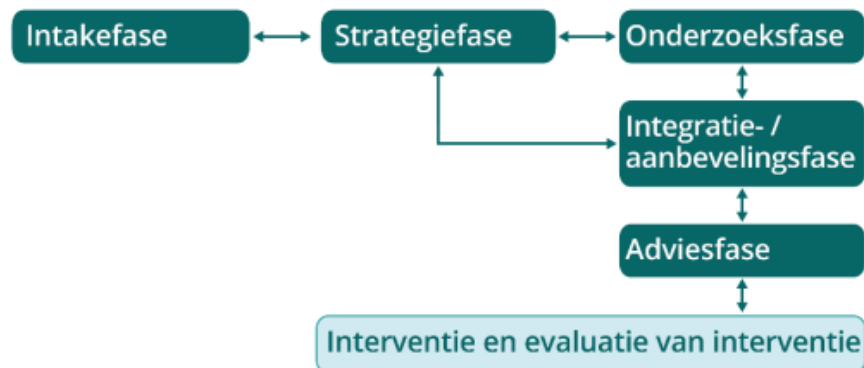 Intakefase
Strategiefase
Onderzoeksfase
Integratie- /
aanbevelingsfase
Adviesfase
Interventie en evaluatie van interventie